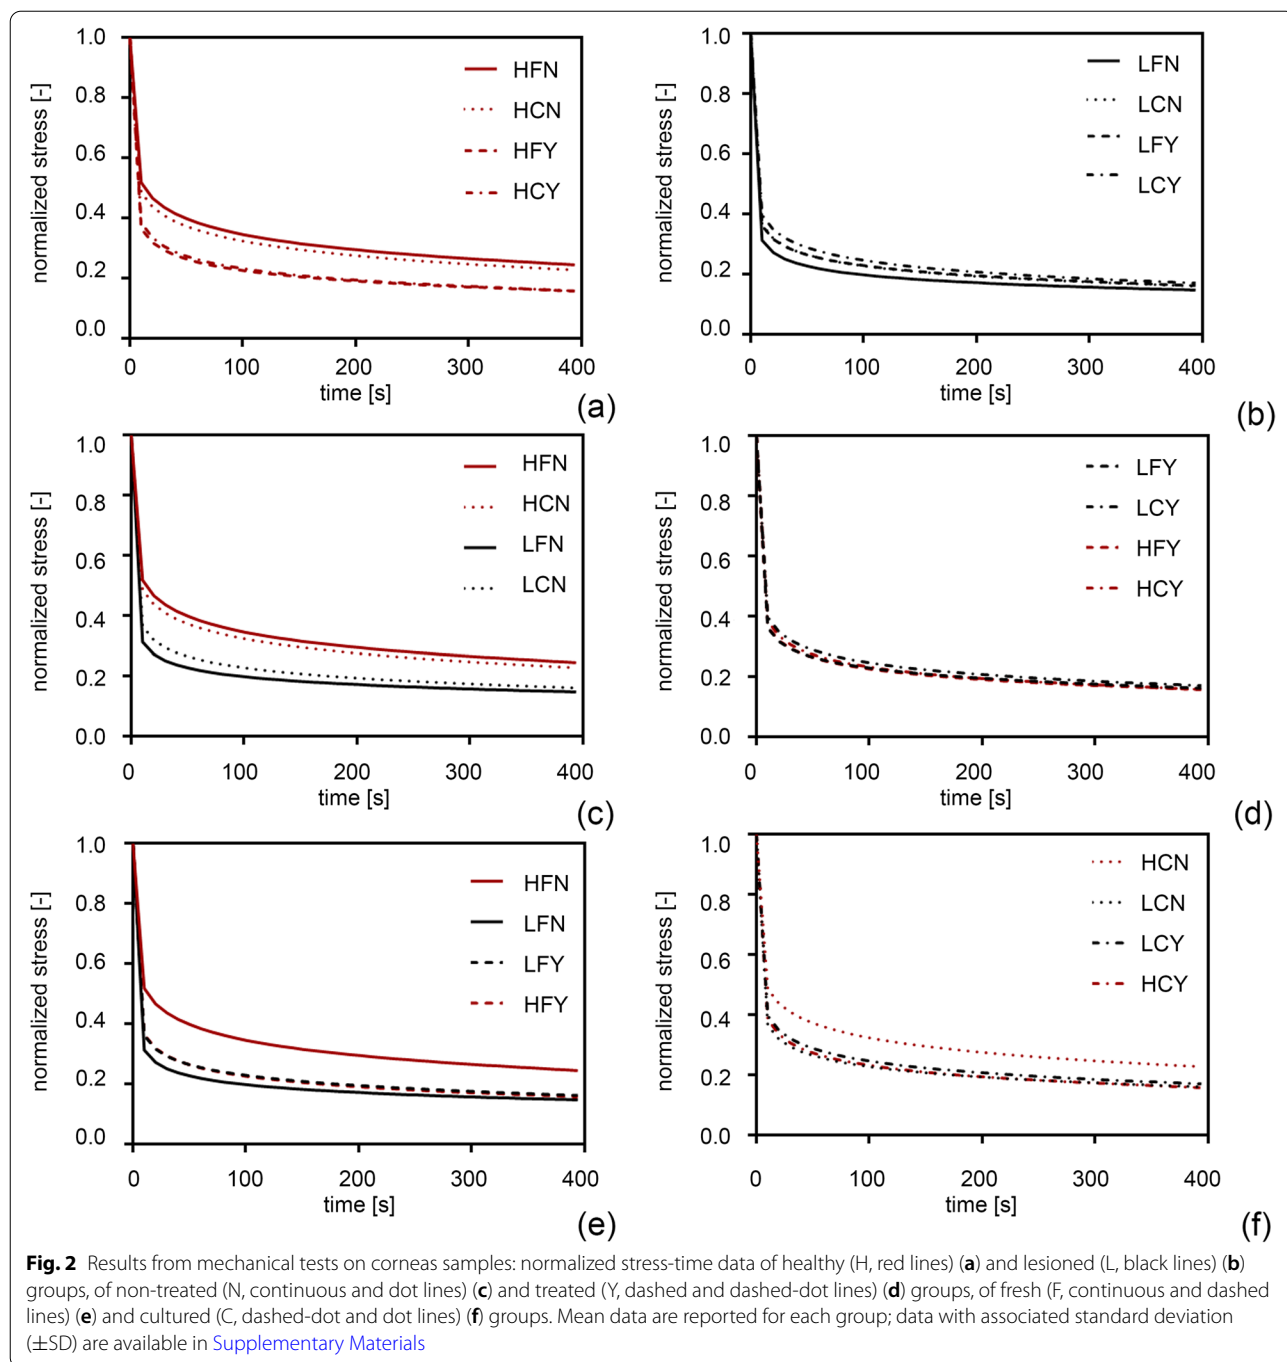 1.0
0.8
0.6
0.4
0.2
0.0
normalized stress [-]
HFN
HCN
HFY
HCY
0 100 200 300 400
time [s]
(a)
1.0
0.8
0.6
0.4
0.2
0.0
normalized stress [-]
LFN
LCN
LFY
LCY
0 100 200 300 400
time [s]
(b)
1.0
0.8
0.6
0.4
0.2
0.0
normalized stress [-]
HFN
HCN
LFN
LCN
0 100 200 300 400
time [s]
(c)
1.0
0.8
0.6
0.4
0.2
0.0
normalized stress [-]
LFY
LCY
HFY
HCY
0 100 200 300 400
time [s]
(d)
1.0
0.8
0.6
0.4
0.2
0.0
normalized stress [-]
HFN
LFN
LFY
HFY
0 100 200 300 400
time [s]
(e)
1.0
0.8
0.6
0.4
0.2
0.0
normalized stress [-]
HCN
LCN
LCY
HCY
0 100 200 300 400
time [s]
(f)
Fig. 2 Results from mechanical tests on corneas samples: normalized stress-time data of healthy (H, red lines) (a) and lesioned (L, black lines) (b)
groups, of non-treated (N, continuous and dot lines) (c) and treated (Y, dashed and dashed-dot lines) (d) groups, of fresh (F, continuous and dashed
lines) (e) and cultured (C, dashed-dot and dot lines) (f) groups. Mean data are reported for each group; data with associated standard deviation
(±SD) are available in Supplementary Materials